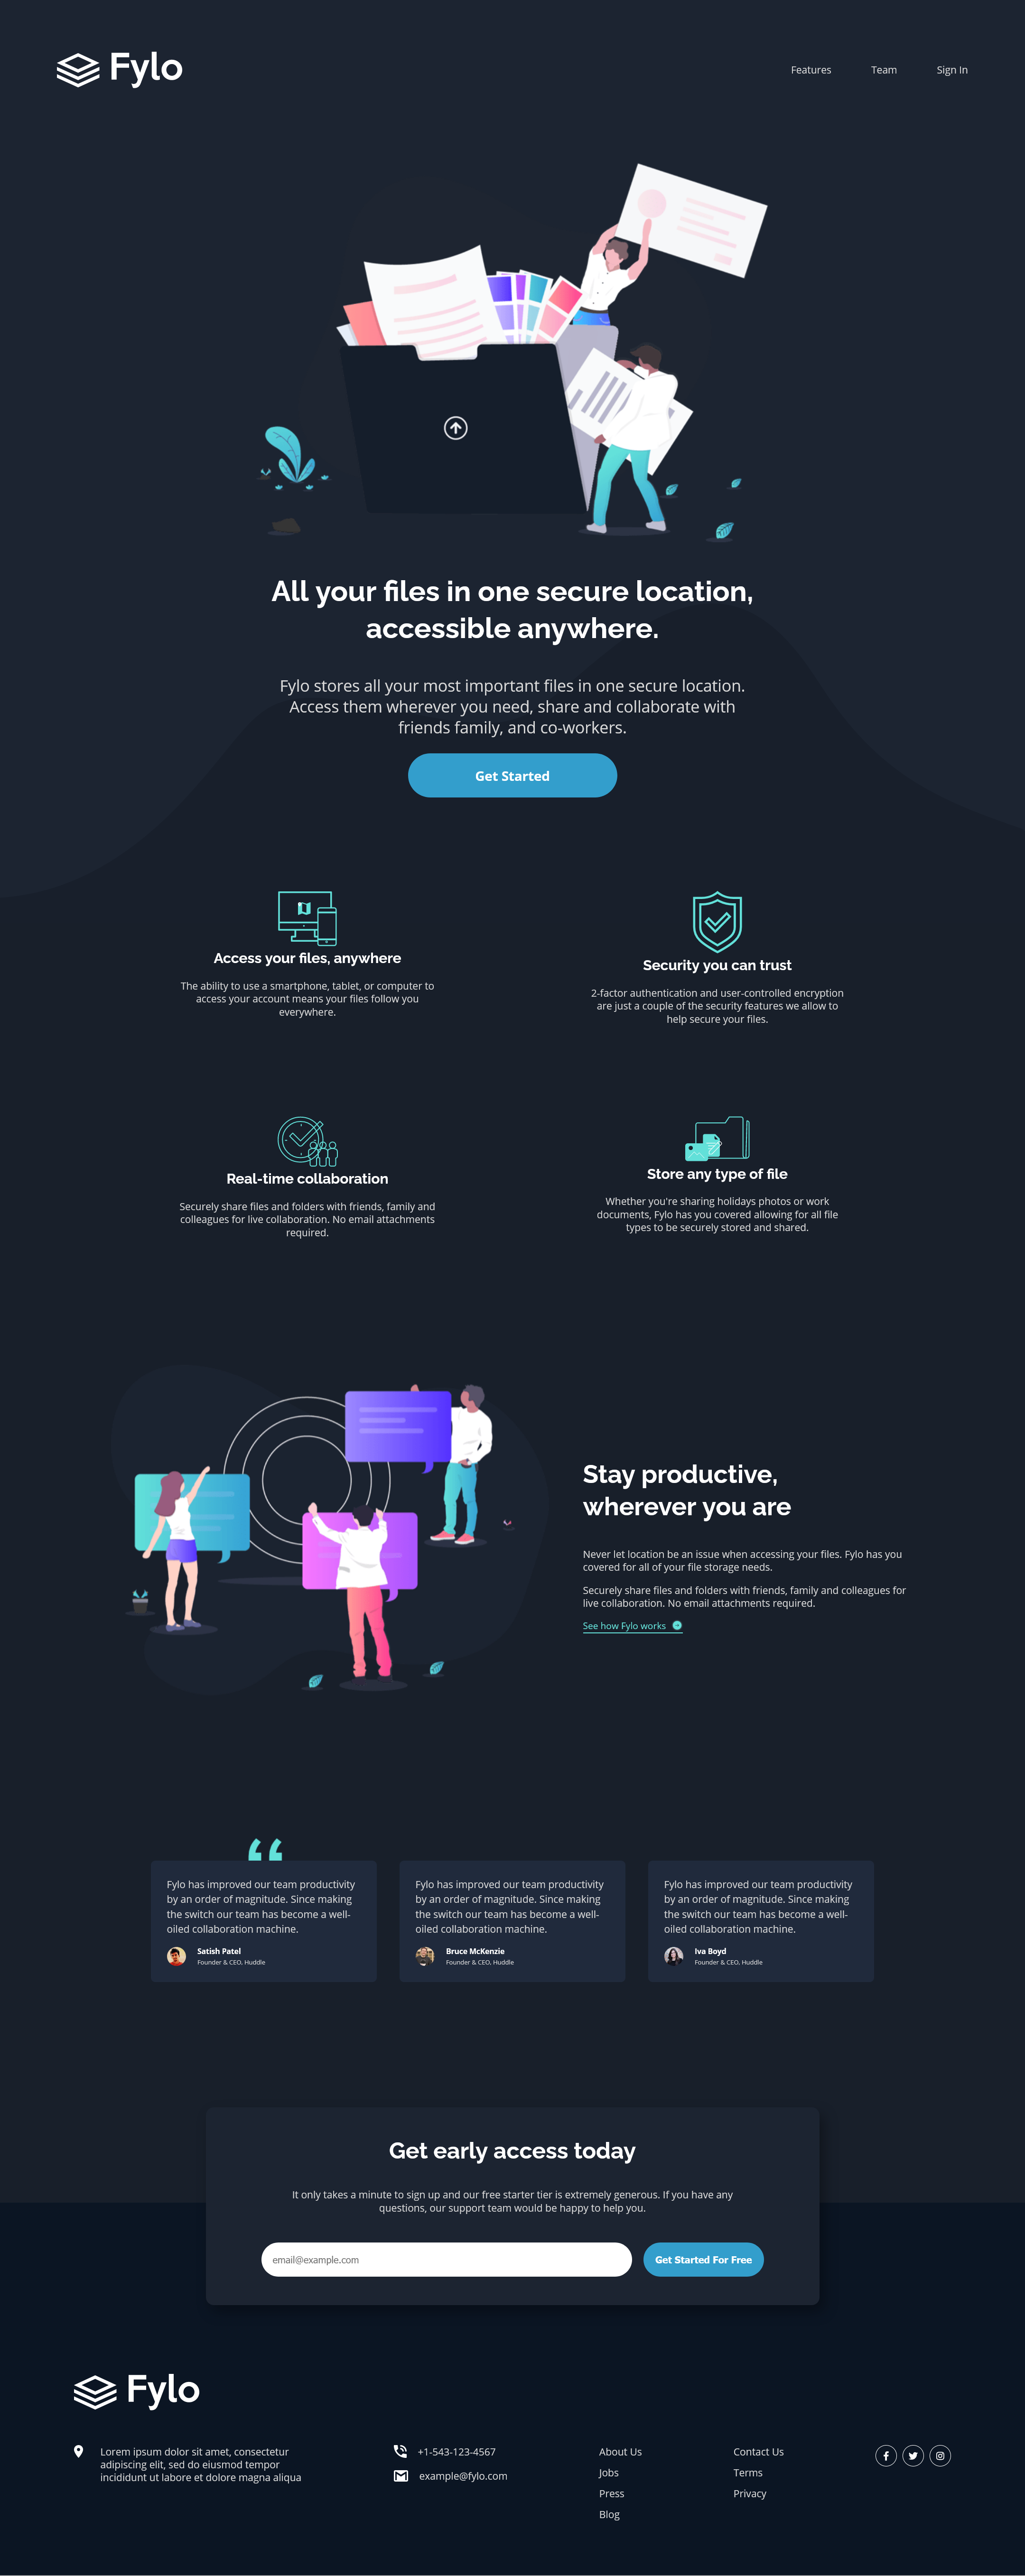 Fylo
Features
Team
Sign In
All your files in one secure location,
accessible anywhere.
Fylo stores all your most important files in one secure location.
Access them wherever you need, share and collaborate with
friends family, and co-workers.
Get Started
Access your files, anywhere
The ability to use a smartphone, tablet, or computer to
access your account means your files follow you
everywhere.
Security you can trust
2-factor authentication and user-controlled encryption
are just a couple of the security features we allow to
help secure your files.
Real-time collaboration
Securely share files and folders with friends, family and
colleagues for live collaboration. No email attachments
required.
Store any type of file
Whether you're sharing holidays photos or work
documents, Fylo has you covered allowing for all file
types to be securely stored and shared.
Stay productive,
wherever you are
Never let location be an issue when accessing your files. Fylo has you
covered for all of your file storage needs.
Securely share files and folders with friends, family and colleagues for
live collaboration. No email attachments required.
See how Fylo works
Fylo has improved our team productivity
by an order of magnitude. Since making
the switch our team has become a well-
oiled collaboration machine.
Satish Patel
Founder & CEO, Huddle
Fylo has improved our team productivity
by an order of magnitude. Since making
the switch our team has become a well-
oiled collaboration machine.
Bruce McKenzie
Founder & CEO, Huddle
Fylo has improved our team productivity
by an order of magnitude. Since making
the switch our team has become a well-
oiled collaboration machine.
Iva Boyd
Founder & CEO, Huddle
Get early access today
It only takes a minute to sign up and our free starter tier is extremely generous. If you have any
questions, our support team would be happy to help you.
email@example.com
Get Started For Free
Fylo
Lorem ipsum dolor sit amet, consectetur
adipiscing elit, sed do eiusmod tempor
incididunt ut labore et dolore magna aliqua
+1-543-123-4567
example@fylo.com
About Us
Jobs
Press
Blog
Contact Us
Terms
Privacy